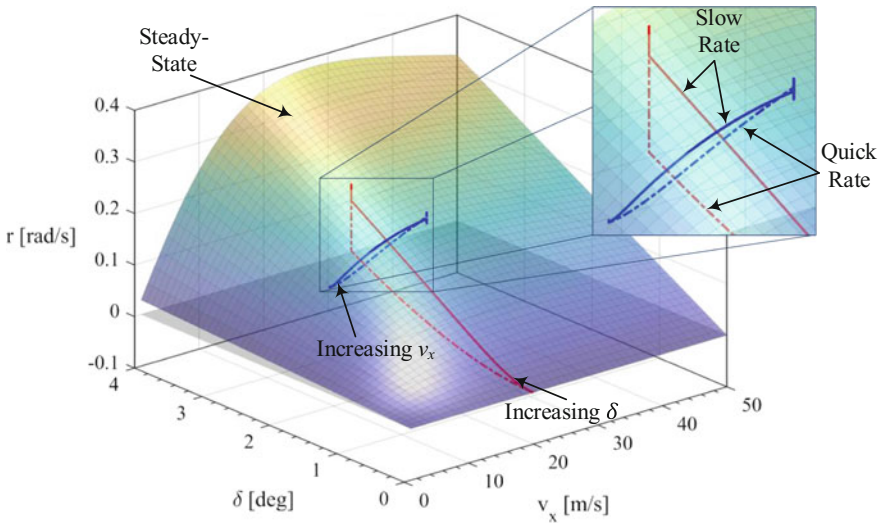 Steady-
State
Slow
Rate
Quick
Rate
0.4
0.3
0.2
0.1
0
-0.1
r [rad/s]
Increasing vₓ
Increasing δ
4
3
2
1
0
δ [deg]
0
10
20
30
40
50
v_x [m/s]